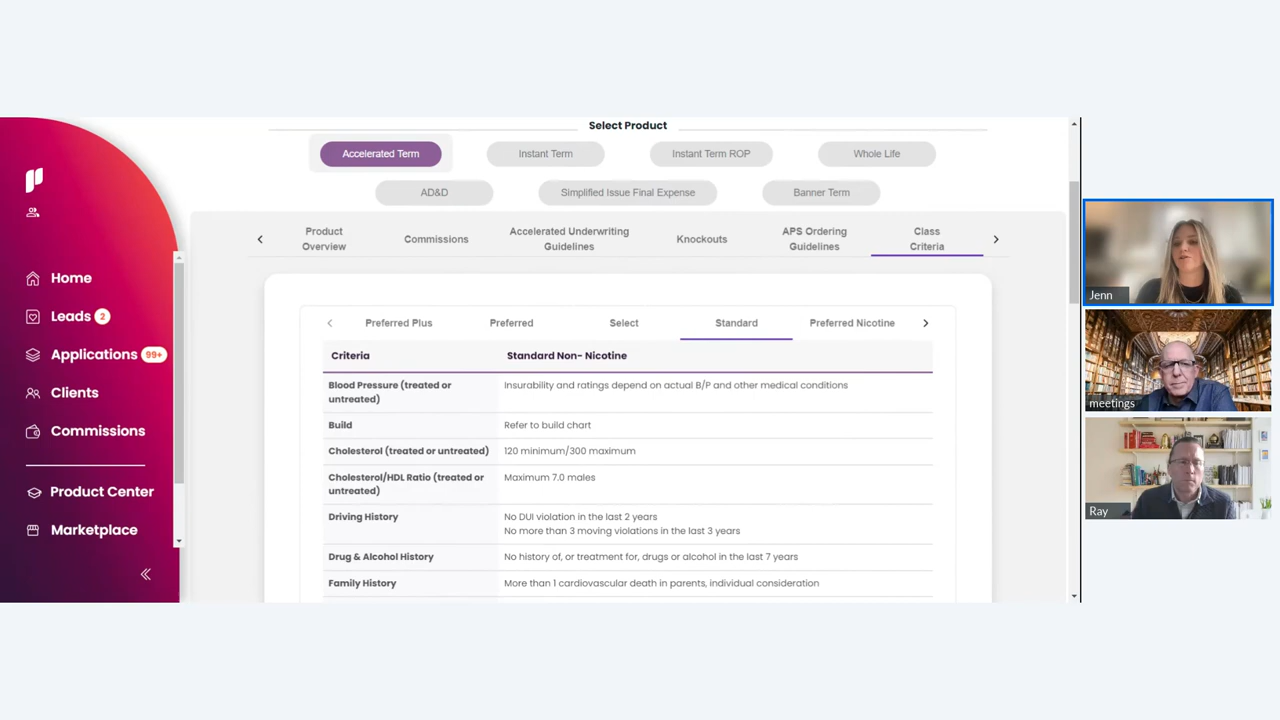 Select Product
Accelerated Term
Instant Term
Instant Term ROP
Whole Life
AD&D
Simplified Issue Final Expense
Banner Term
Product
Overview
Commissions
Accelerated Underwriting
Guidelines
Knockouts
APS Ordering
Guidelines
Class
Criteria
Preferred Plus
Preferred
Select
Standard
Preferred Nicotine
Criteria
Standard Non- Nicotine
Blood Pressure (treated or
untreated)
Insurability and ratings depend on actual B/P and other medical conditions
Build
Refer to build chart
Cholesterol (treated or untreated)
120 minimum/300 maximum
Cholesterol/HDL Ratio (treated or
untreated)
Maximum 7.0 males
Driving History
No DUI violation in the last 2 years
No more than 3 moving violations in the last 3 years
Drug & Alcohol History
No history of, or treatment for, drugs or alcohol in the last 7 years
Family History
More than 1 cardiovascular death in parents, individual consideration
Home
Leads 2
Applications 99+
Clients
Commissions
Product Center
Marketplace
Jenn
meetings
Ray